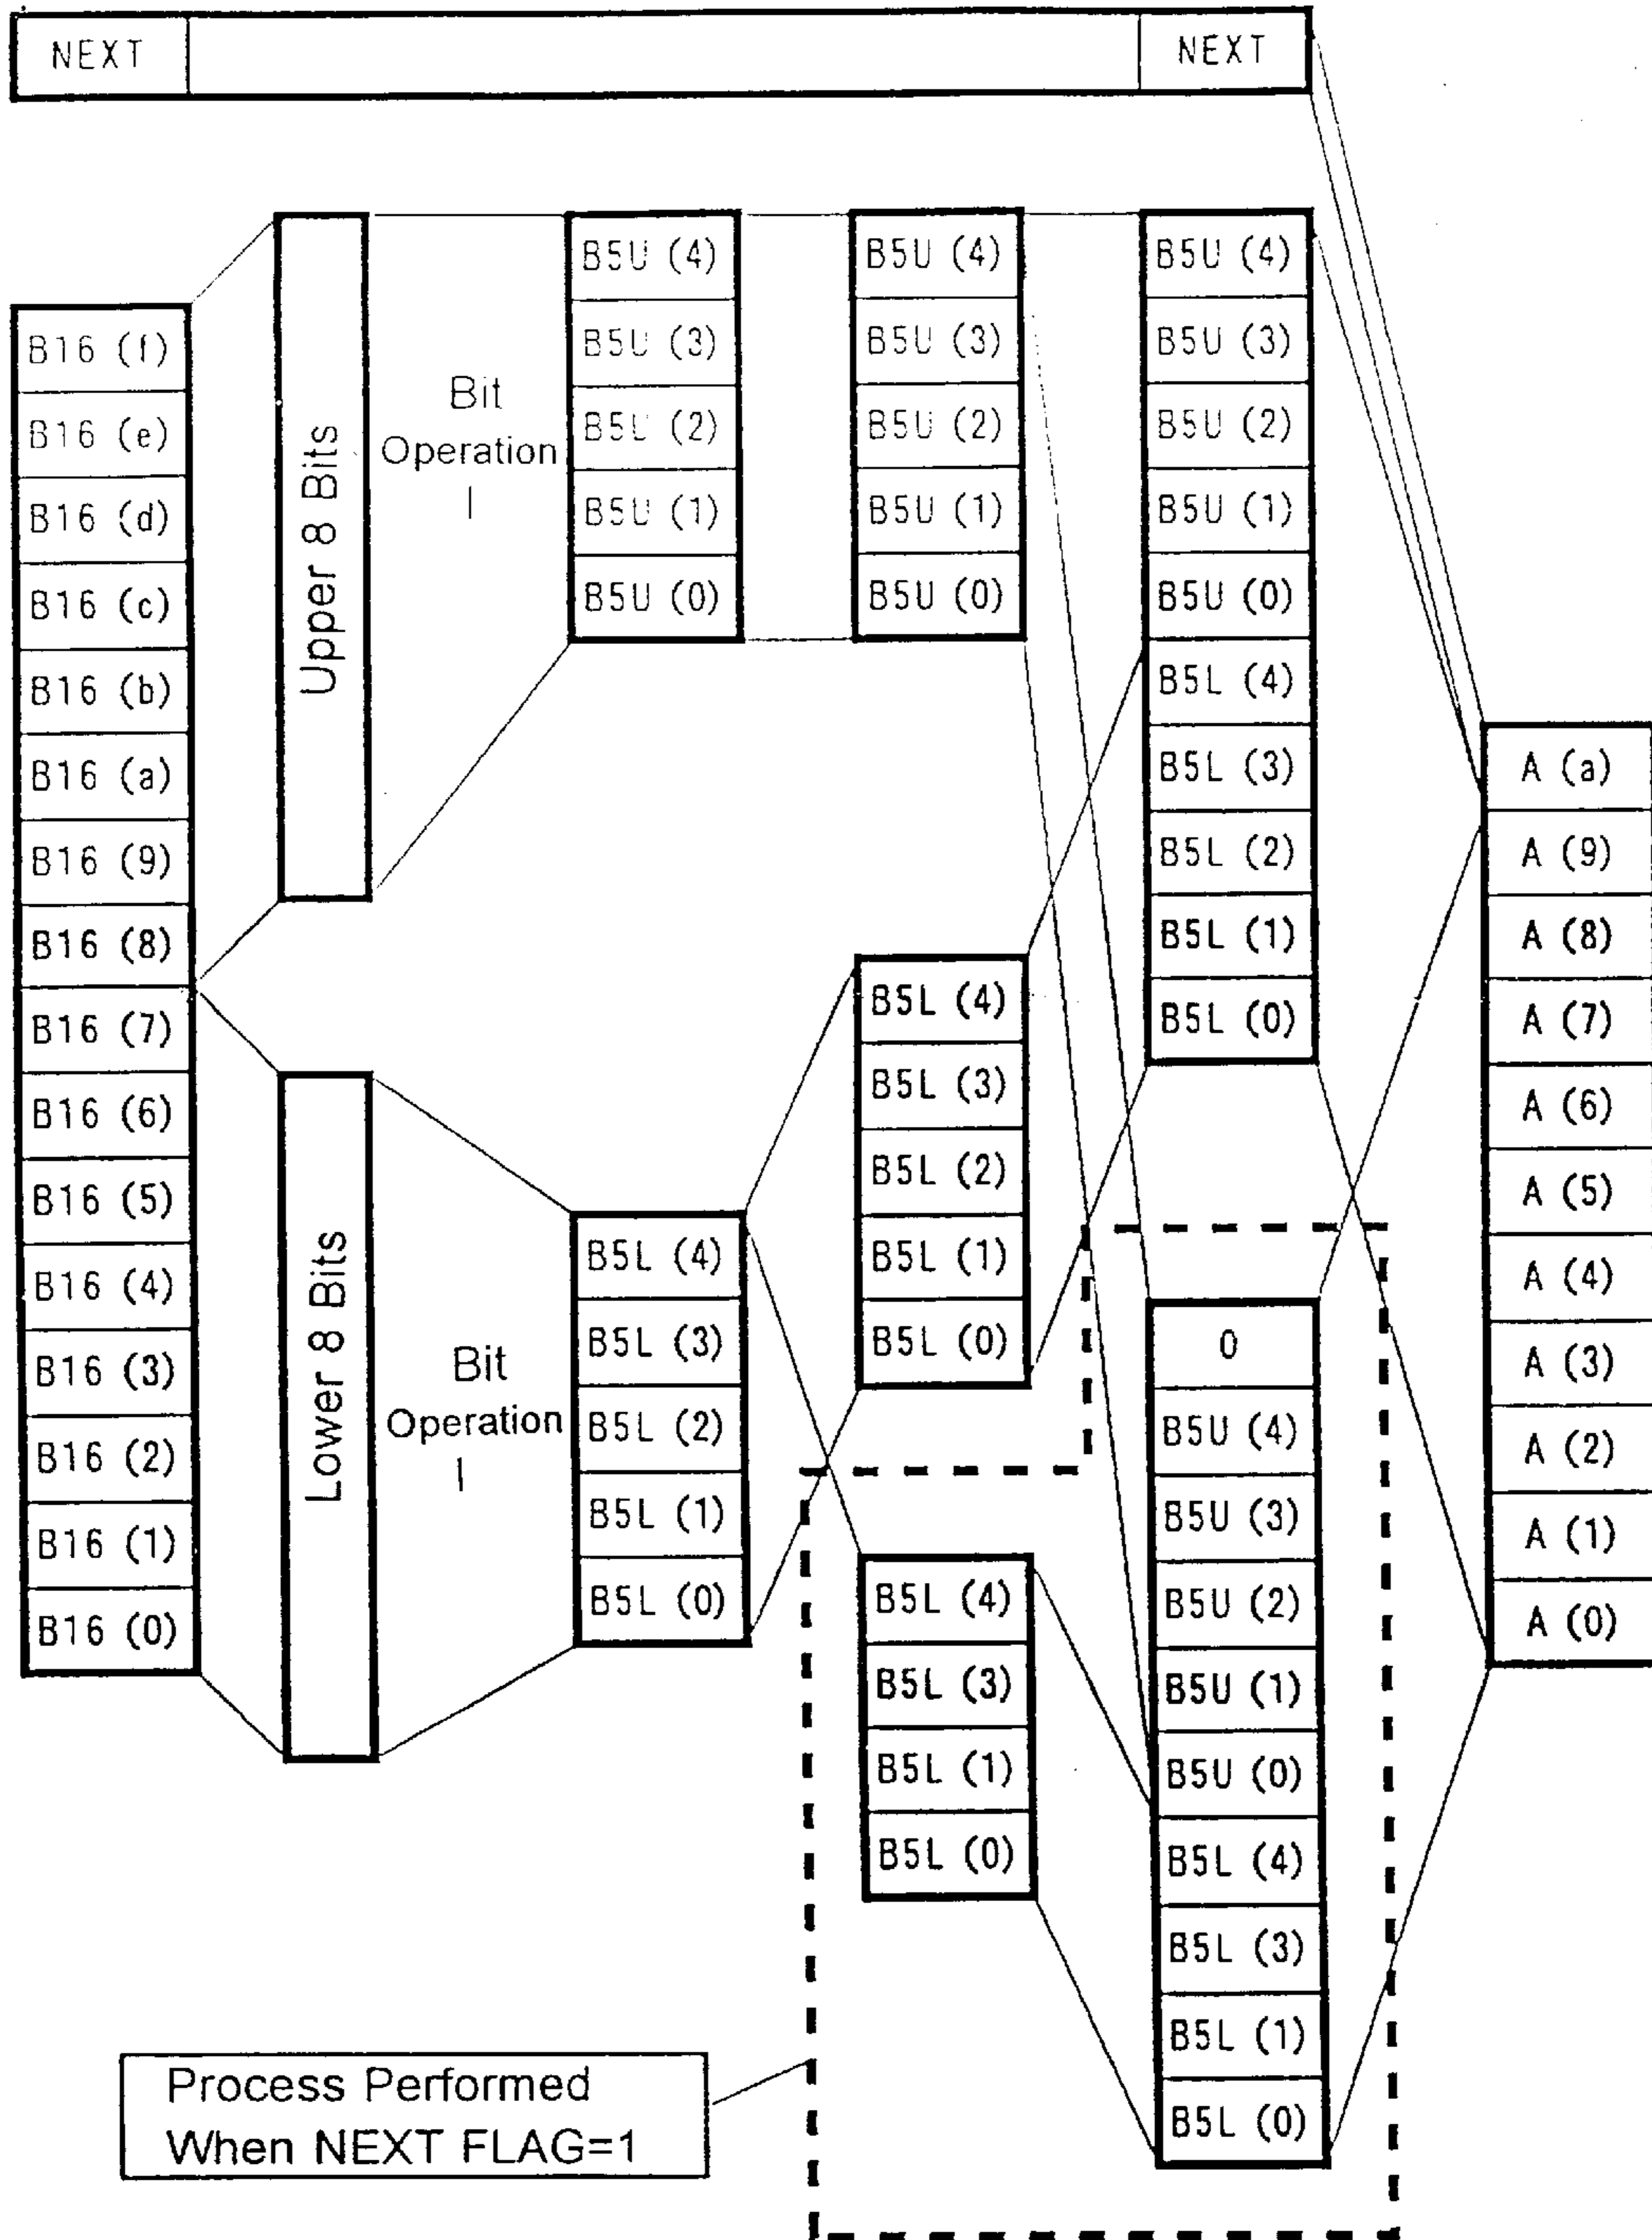 NEXT
NEXT
B16 (f)
B16 (e)
B16 (d)
B16 (c)
B16 (b)
B16 (a)
B16 (9)
B16 (8)
B16 (7)
B16 (6)
B16 (5)
B16 (4)
B16 (3)
B16 (2)
B16 (1)
B16 (0)
Upper 8 Bits
Lower 8 Bits
Bit
Operation
I
Bit
Operation
I
B5U (4)
B5U (3)
B5U (2)
B5U (1)
B5U (0)
B5L (4)
B5L (3)
B5L (2)
B5L (1)
B5L (0)
B5U (4)
B5U (3)
B5U (2)
B5U (1)
B5U (0)
B5L (4)
B5L (3)
B5L (2)
B5L (1)
B5L (0)
B5L (4)
B5L (3)
B5L (1)
B5L (0)
B5U (4)
B5U (3)
B5U (2)
B5U (1)
B5U (0)
B5L (4)
B5L (3)
B5L (2)
B5L (1)
B5L (0)
0
B5U (4)
B5U (3)
B5U (2)
B5U (1)
B5U (0)
B5L (4)
B5L (3)
B5L (1)
B5L (0)
A (a)
A (9)
A (8)
A (7)
A (6)
A (5)
A (4)
A (3)
A (2)
A (1)
A (0)
Process Performed
When NEXT FLAG=1